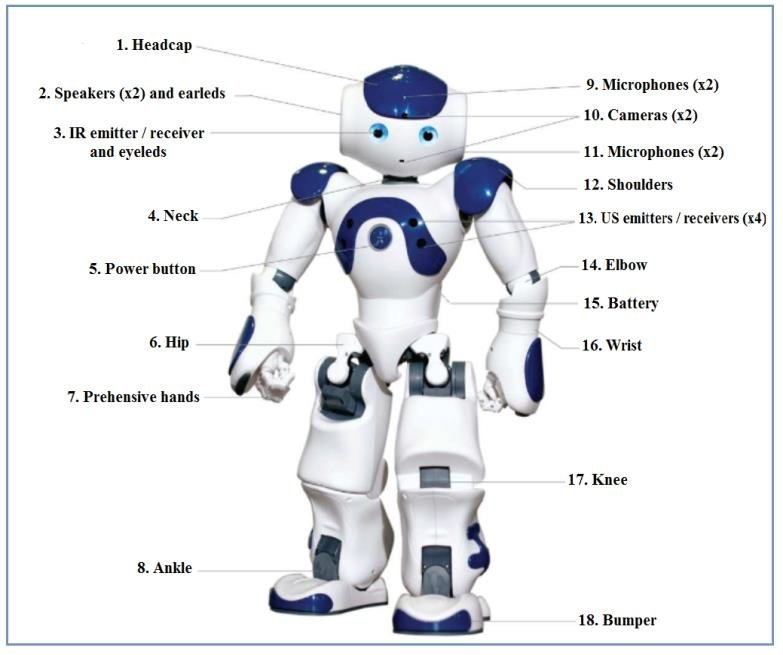 1. Headcap
2. Speakers (x2) and earleds
3. IR emitter / receiver
and eyeleds
4. Neck
5. Power button
6. Hip
7. Prehensive hands
8. Ankle
9. Microphones (x2)
10. Cameras (x2)
11. Microphones (x2)
12. Shoulders
13. US emitters / receivers (x4)
14. Elbow
15. Battery
16. Wrist
17. Knee
18. Bumper